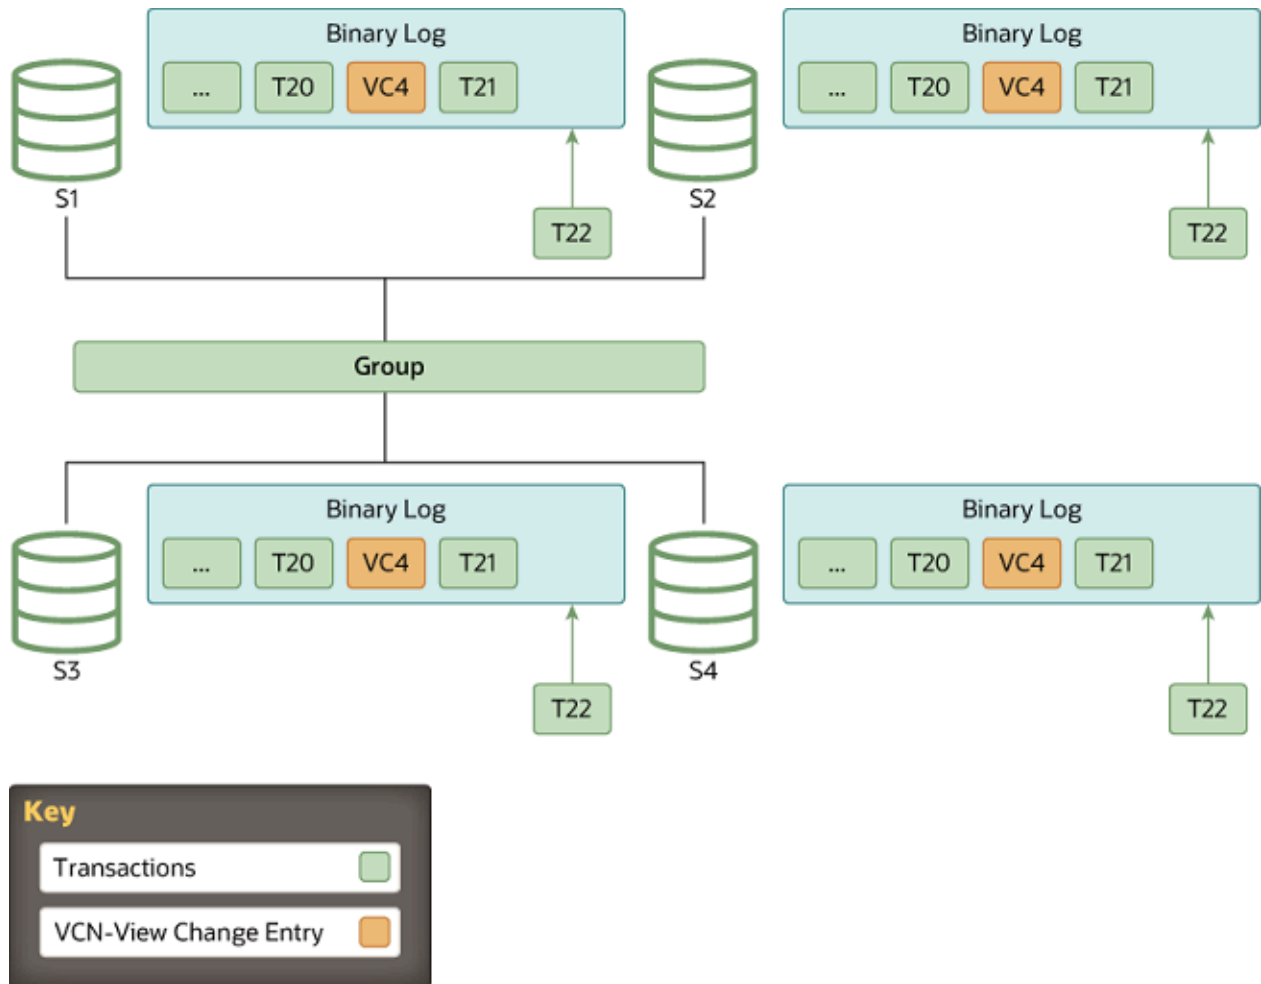 Binary Log
... T20 VC4 T21
S1
T22
Binary Log
... T20 VC4 T21
S2
T22
Group
Binary Log
... T20 VC4 T21
S3
T22
Binary Log
... T20 VC4 T21
S4
T22
Key
Transactions
VCN-View Change Entry